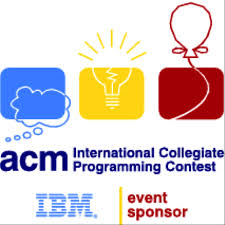 acm International Collegiate
Programming Contest
IBM. event
sponsor